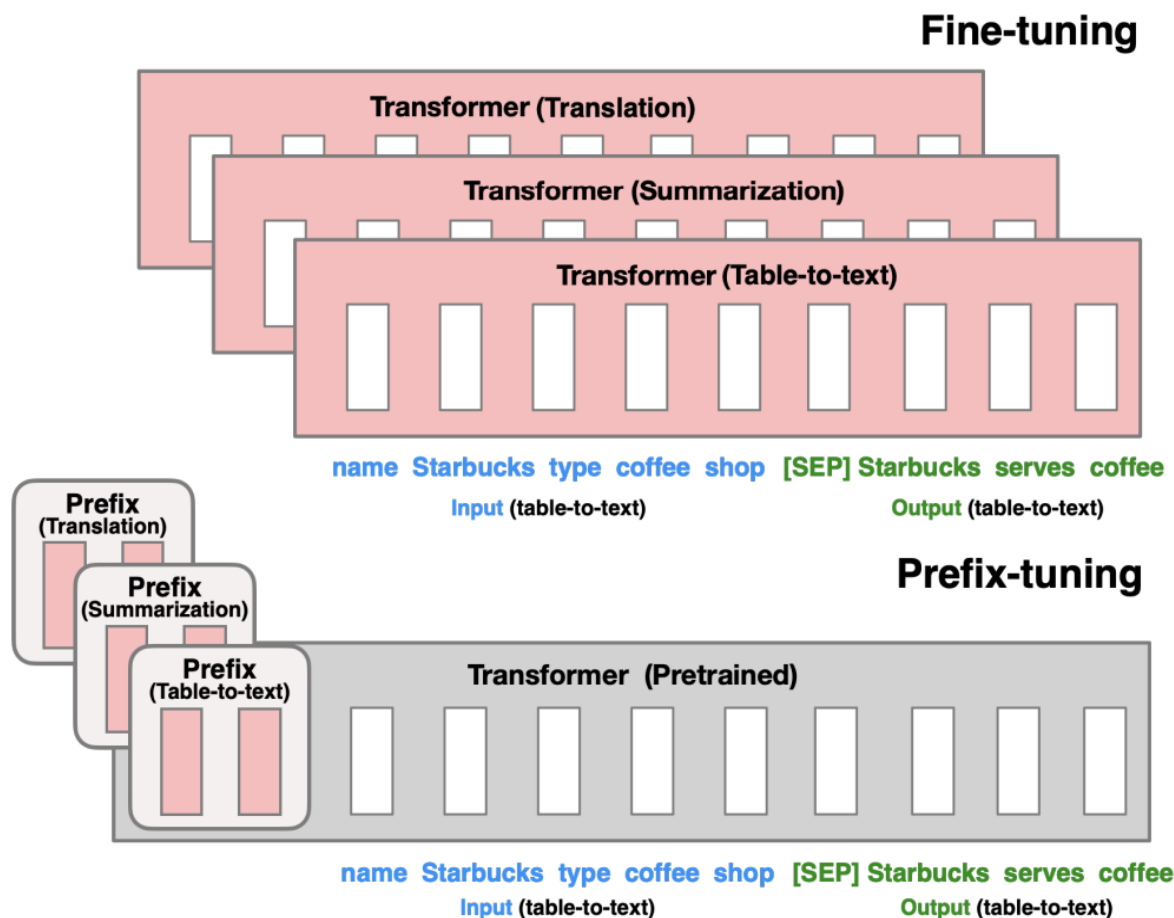 Fine-tuning
Transformer (Translation)
Transformer (Summarization)
Transformer (Table-to-text)
name Starbucks type coffee shop [SEP] Starbucks serves coffee
Input (table-to-text) Output (table-to-text)
Prefix-tuning
Prefix
(Translation)
Prefix
(Summarization)
Prefix
(Table-to-text)
Transformer (Pretrained)
name Starbucks type coffee shop [SEP] Starbucks serves coffee
Input (table-to-text) Output (table-to-text)